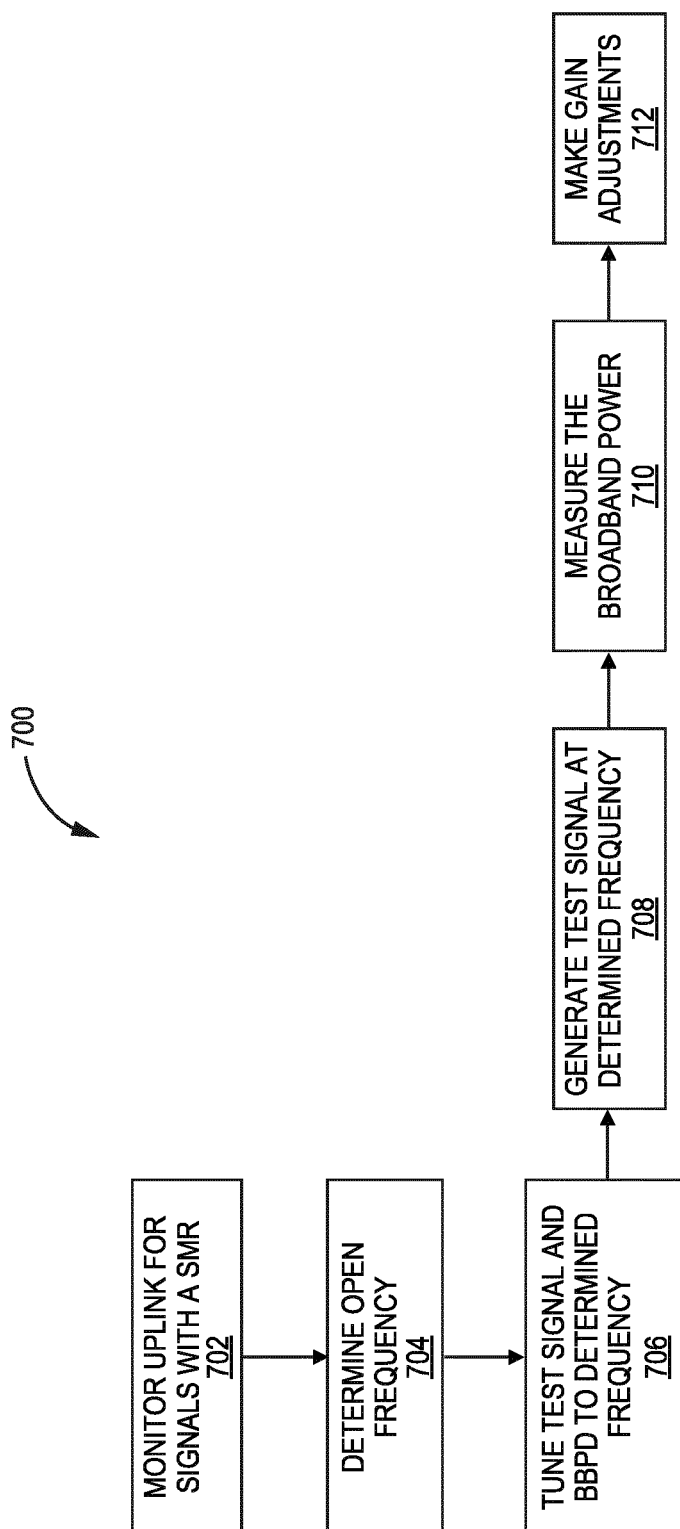 700
MONITOR UPLINK FOR
SIGNALS WITH A SMR
702
DETERMINE OPEN
FREQUENCY
704
TUNE TEST SIGNAL AND
BBPD TO DETERMINED
FREQUENCY
706
GENERATE TEST SIGNAL AT
DETERMINED FREQUENCY
708
MEASURE THE
BROADBAND POWER
710
MAKE GAIN
ADJUSTMENTS
712